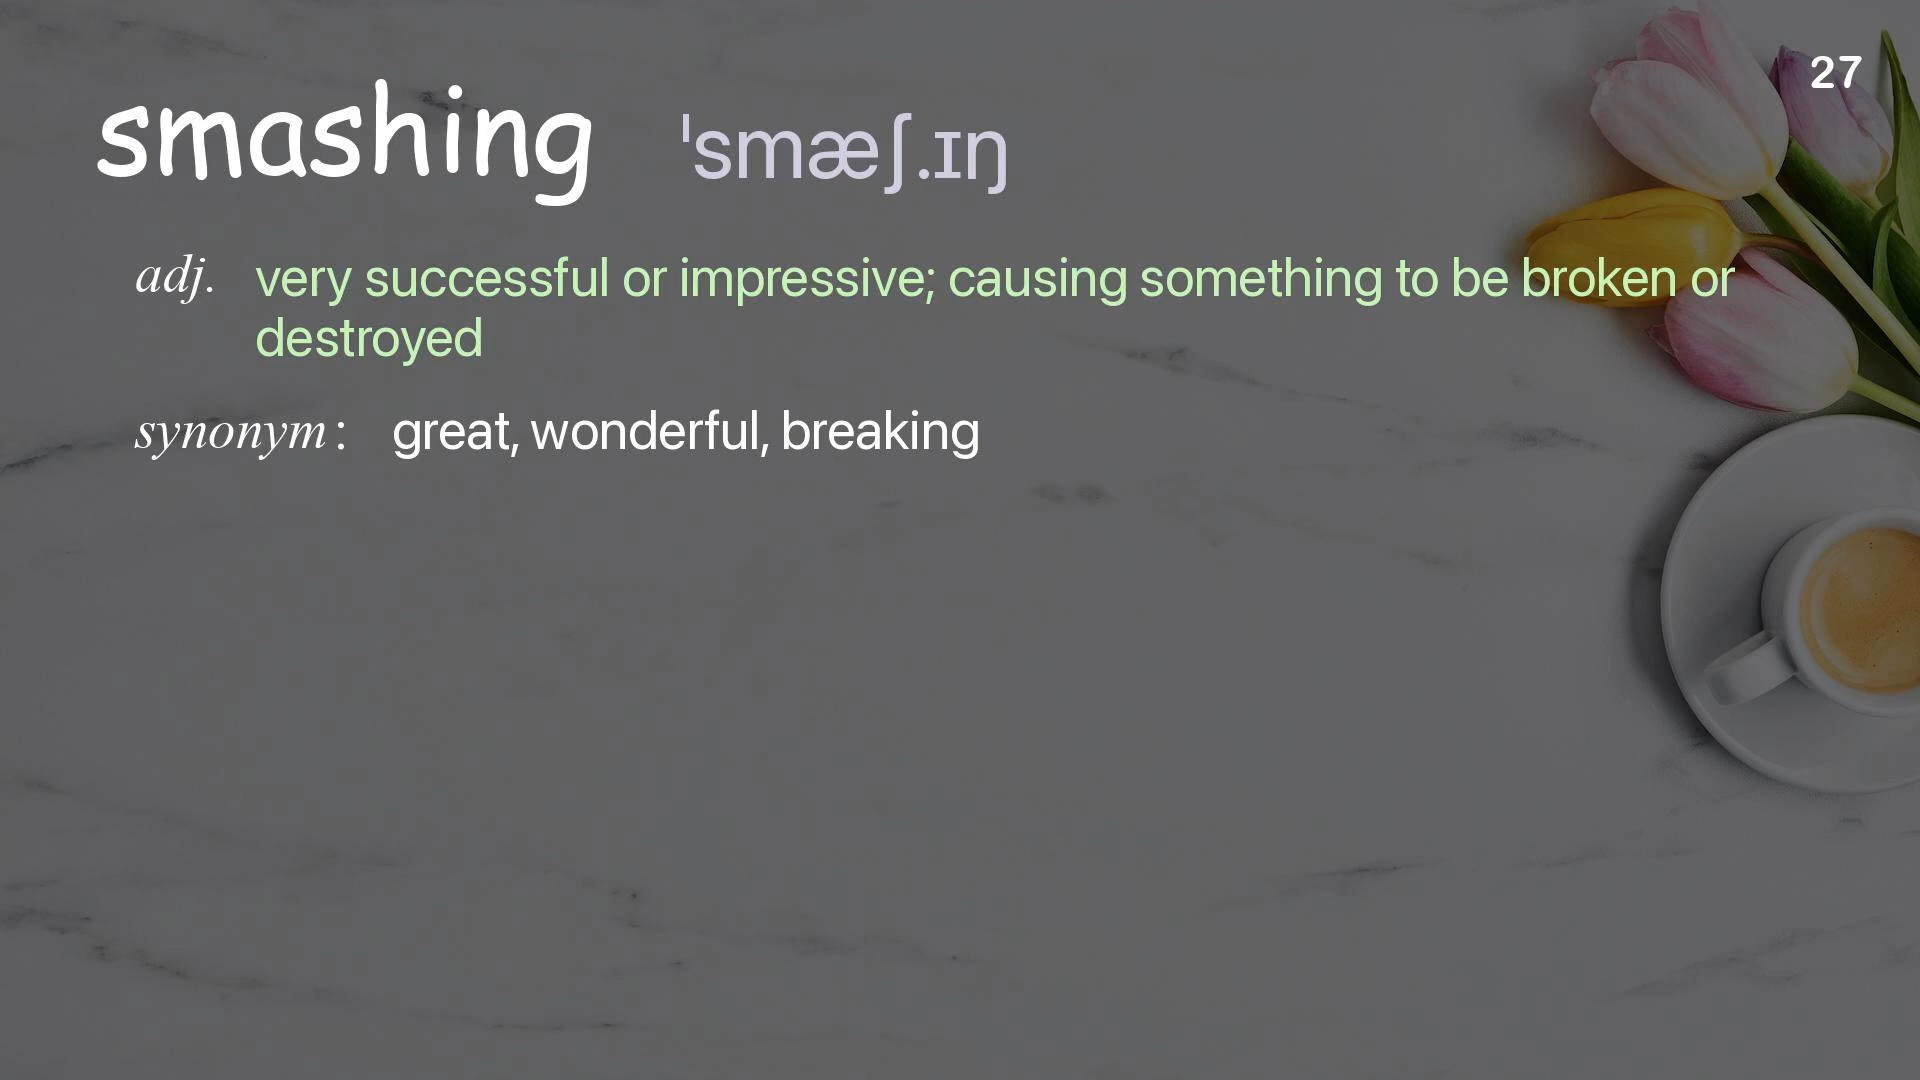 27
smashing ˈsmæʃ.ɪŋ
adj. very successful or impressive; causing something to be broken or
destroyed
synonym: great, wonderful, breaking